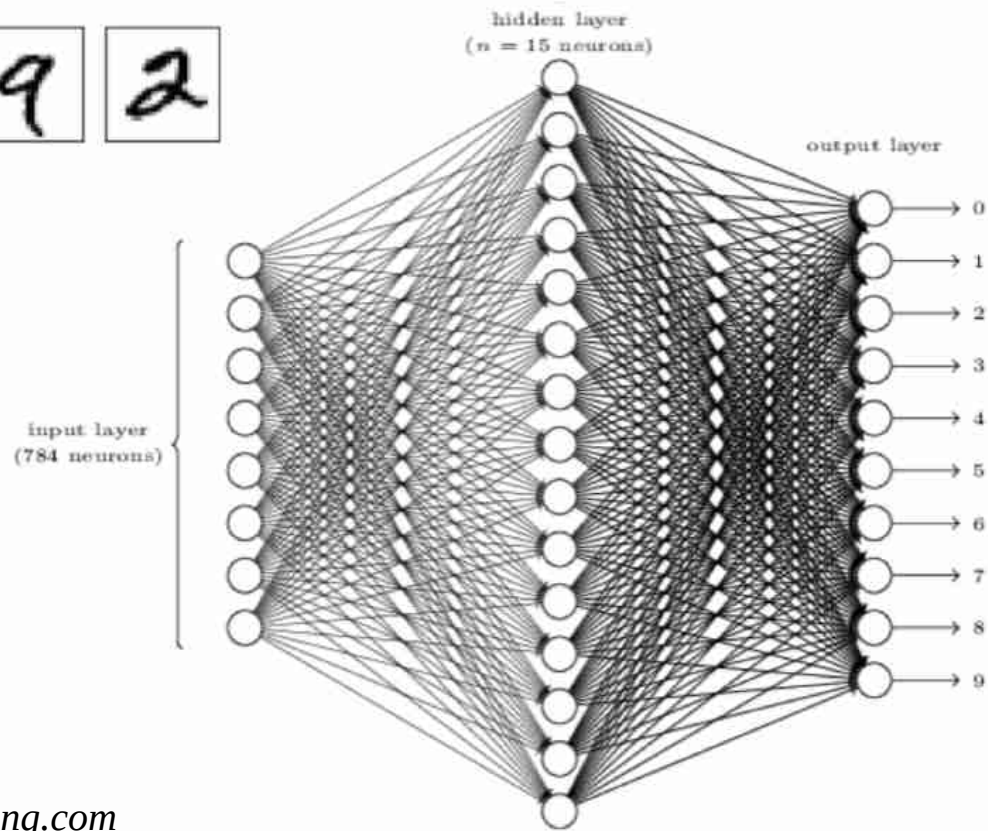 hidden layer
(n = 15 neurons)
9 2
output layer
0
1
2
3
input layer
(784 neurons)
4
5
6
7
8
9
ng.com